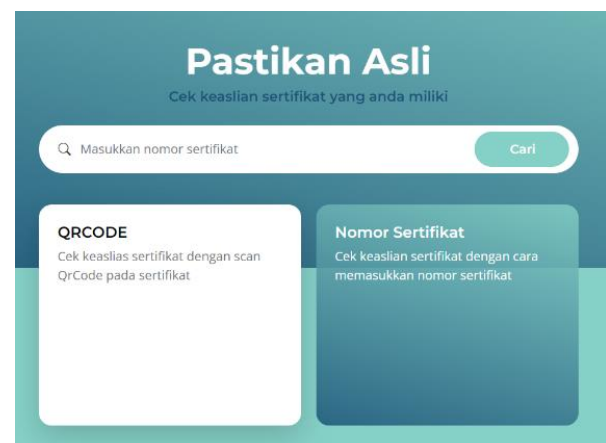 Pastikan Asli
Cek keaslian sertifikat yang anda miliki
Masukkan nomor sertifikat
Cari
QRCODE
Cek keaslias sertifikat dengan scan
QrCode pada sertifikat
Nomor Sertifikat
Cek keaslian sertifikat dengan cara
memasukkan nomor sertifikat